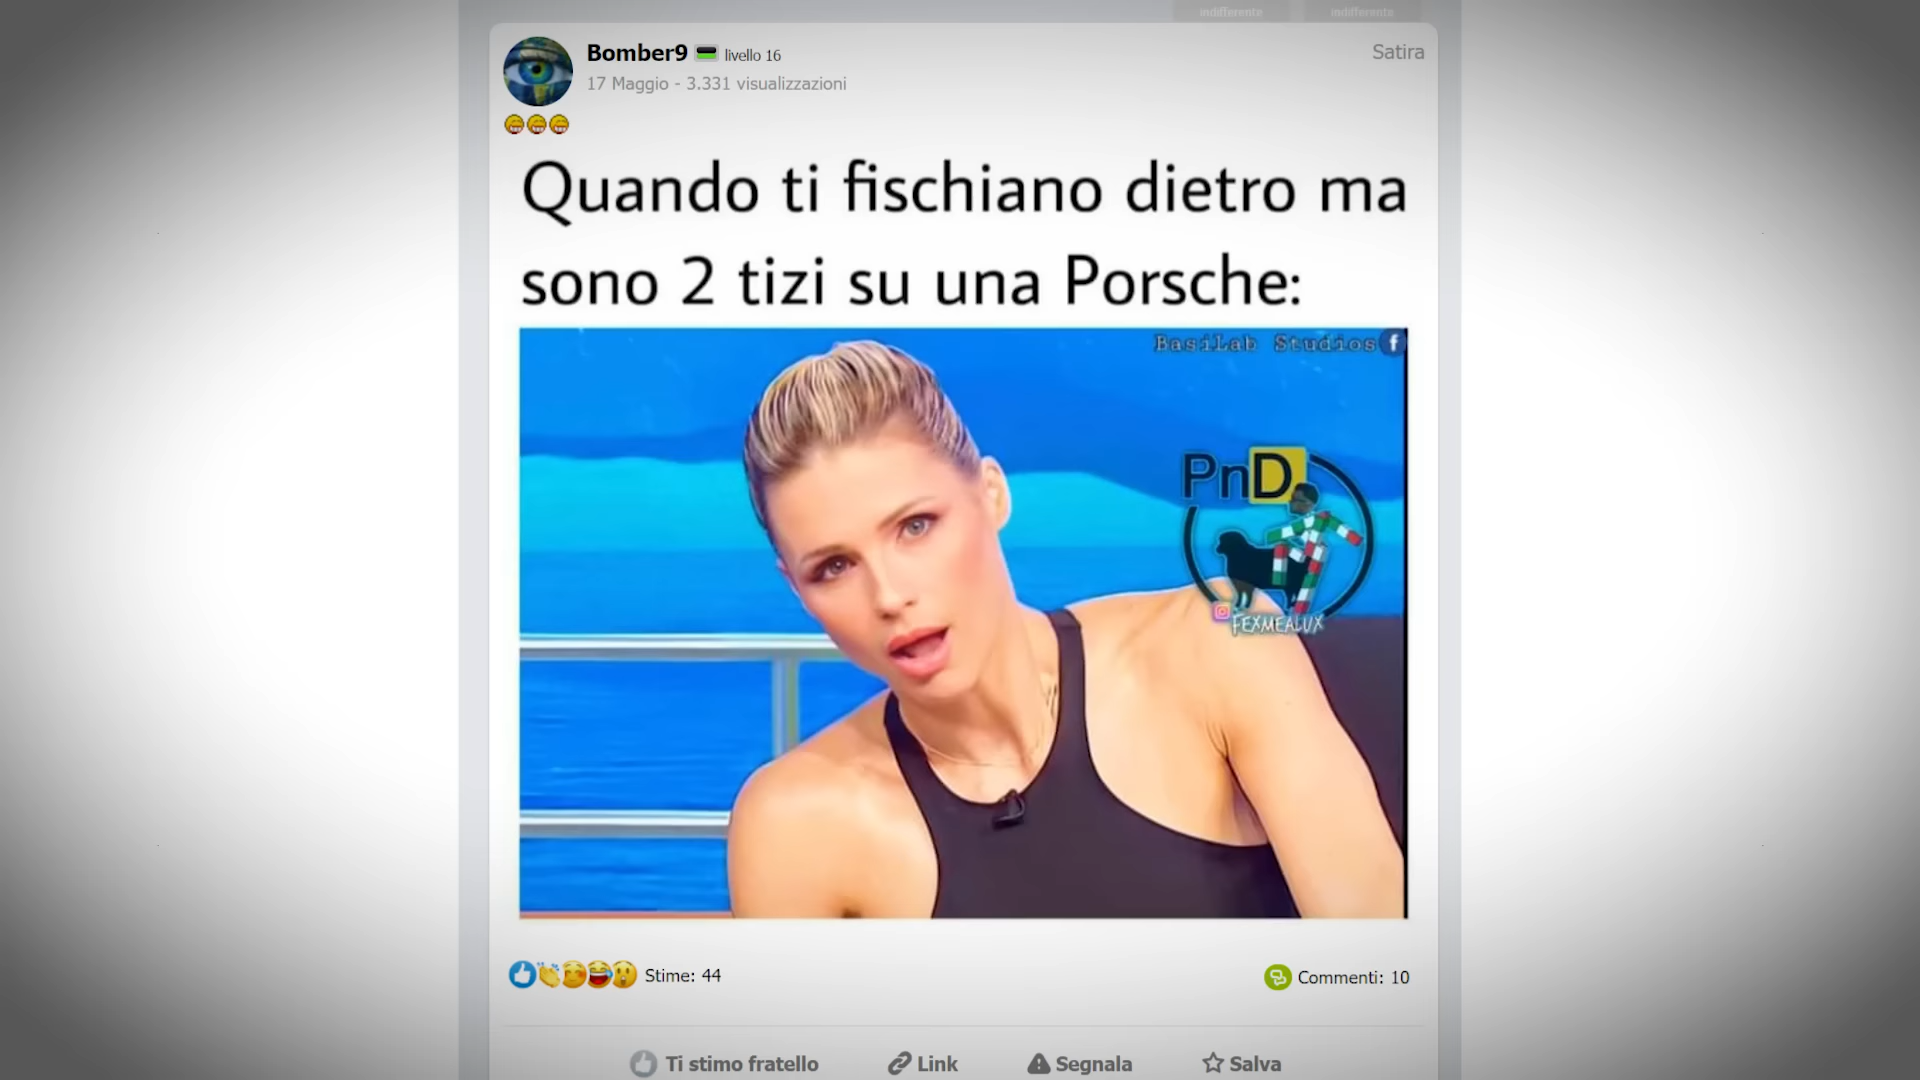 indifferente indifferente
Bomber9 livello 16
Satira
17 Maggio - 3.331 visualizzazioni
Quando ti fischiano dietro ma
sono 2 tizi su una Porsche:
BasiLab Studios f
PnD
FEXMEALUX
Stime: 44
Commenti: 10
Ti stimo fratello Link Segnala Salva